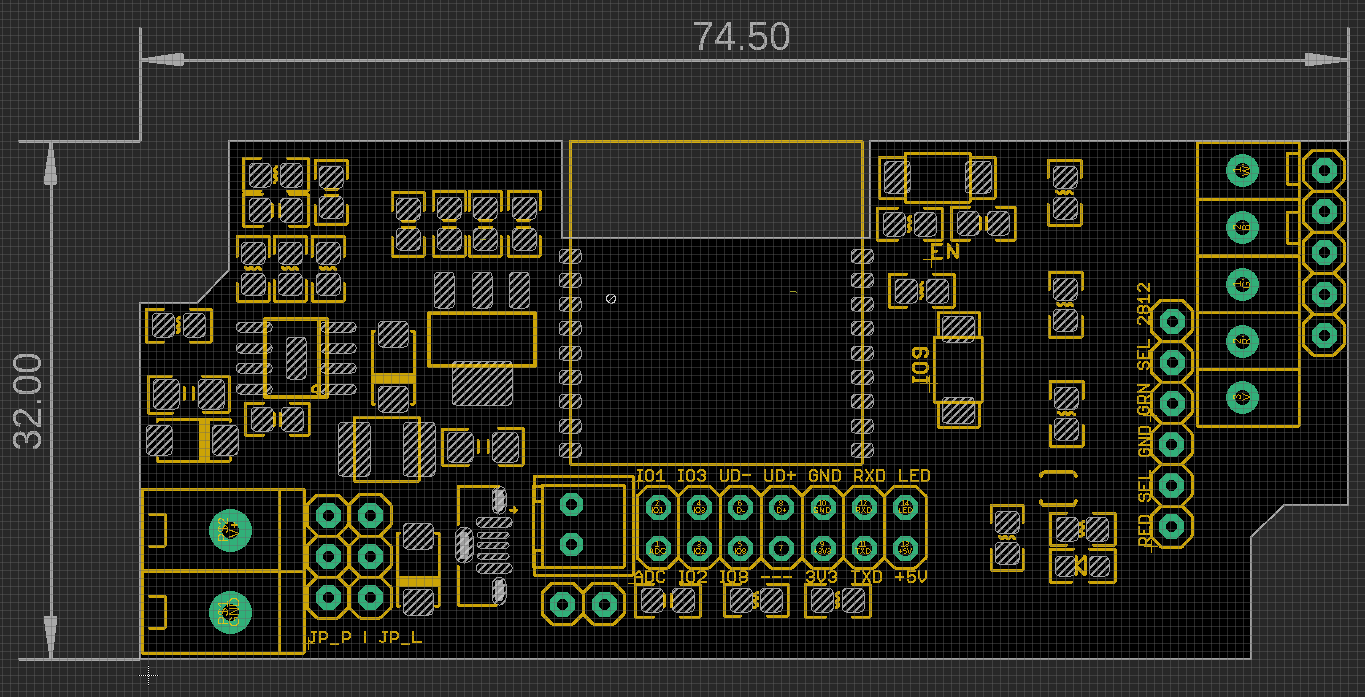 74.50
32.00
EN
IO9
SEL 2812
GRN
GND
SEL
RED
IO1 IO3 UD- UD+ GND RXD LED
ADC IO2 IO8 --- 3V3 TXD +5V
JP_P | JP_L
V+
GND